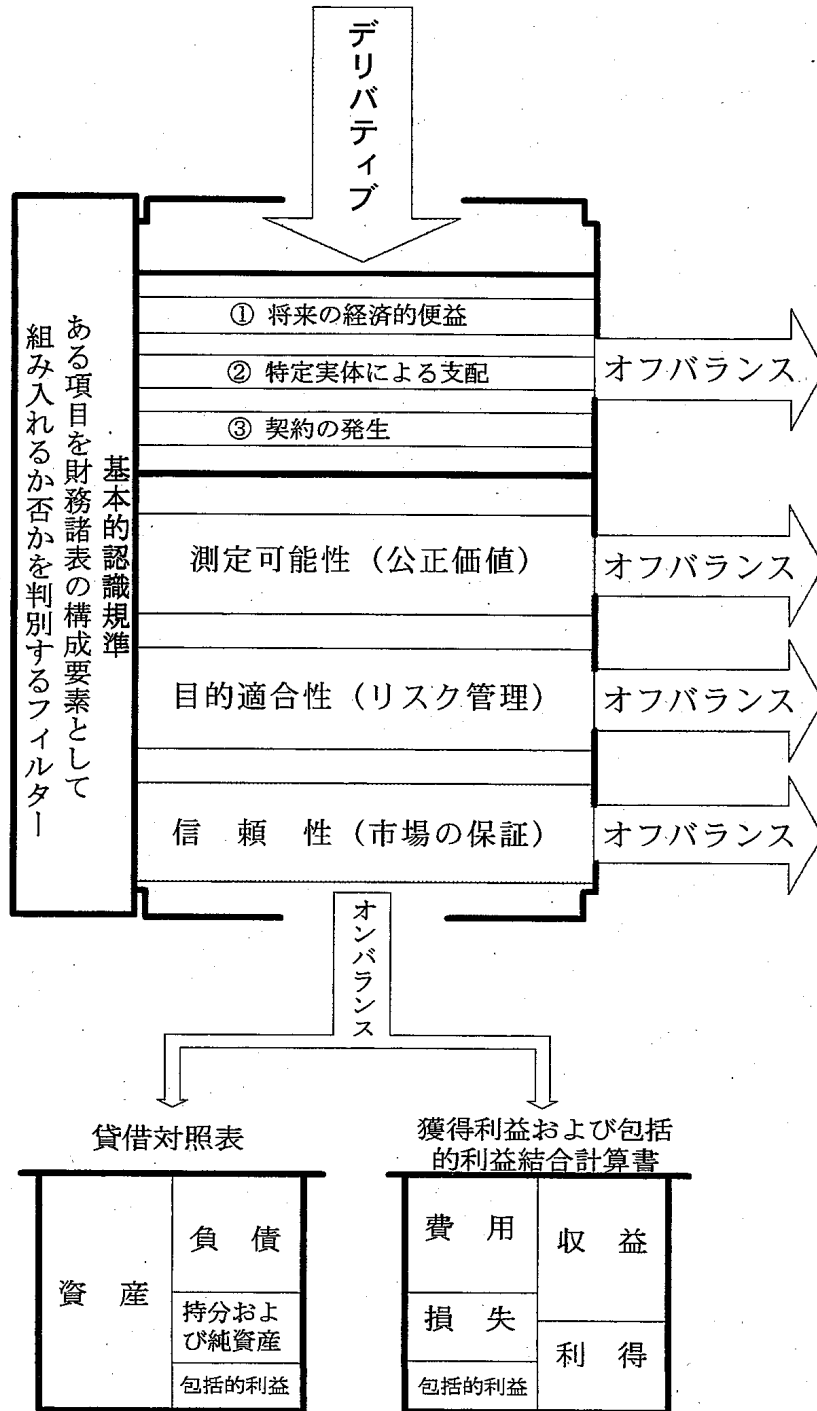 デリバティブ
基本的認識規準
ある項目を財務諸表の構成要素として
組み入れるか否かを判別するフィルター
① 将来の経済的便益
② 特定実体による支配
オフバランス
③ 契約の発生
測定可能性（公正価値）
オフバランス
目的適合性（リスク管理）
オフバランス
信頼性（市場の保証）
オフバランス
オンバランス
貸借対照表
資産
負債
持分およ
び純資産
包括的利益
獲得利益および包括
的利益結合計算書
費用
損失
包括的利益
収益
利得